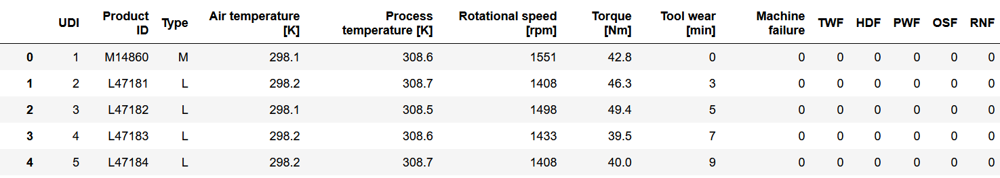 UDI Product ID Type Air temperature [K] Process temperature [K] Rotational speed [rpm] Torque [Nm] Tool wear [min] Machine failure TWF HDF PWF OSF RNF
0 1 M14860 M 298.1 308.6 1551 42.8 0 0 0 0 0 0 0
1 2 L47181 L 298.2 308.7 1408 46.3 3 0 0 0 0 0 0
2 3 L47182 L 298.1 308.5 1498 49.4 5 0 0 0 0 0 0
3 4 L47183 L 298.2 308.6 1433 39.5 7 0 0 0 0 0 0
4 5 L47184 L 298.2 308.7 1408 40.0 9 0 0 0 0 0 0